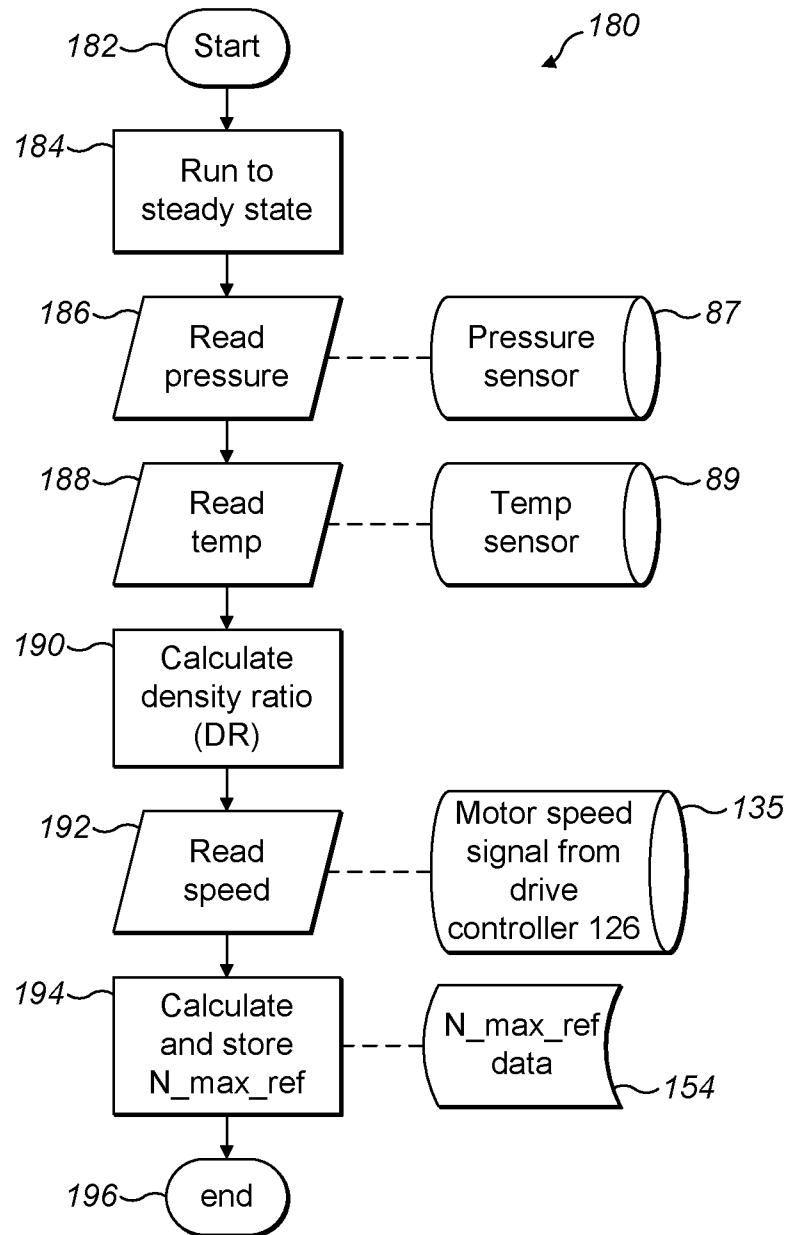 180
182
Start
184
Run to
steady state
186
Read
pressure
Pressure
sensor
87
188
Read
temp
Temp
sensor
89
190
Calculate
density ratio
(DR)
192
Read
speed
Motor speed
signal from
drive
controller 126
135
194
Calculate
and store
N_max_ref
N_max_ref
data
154
196
end